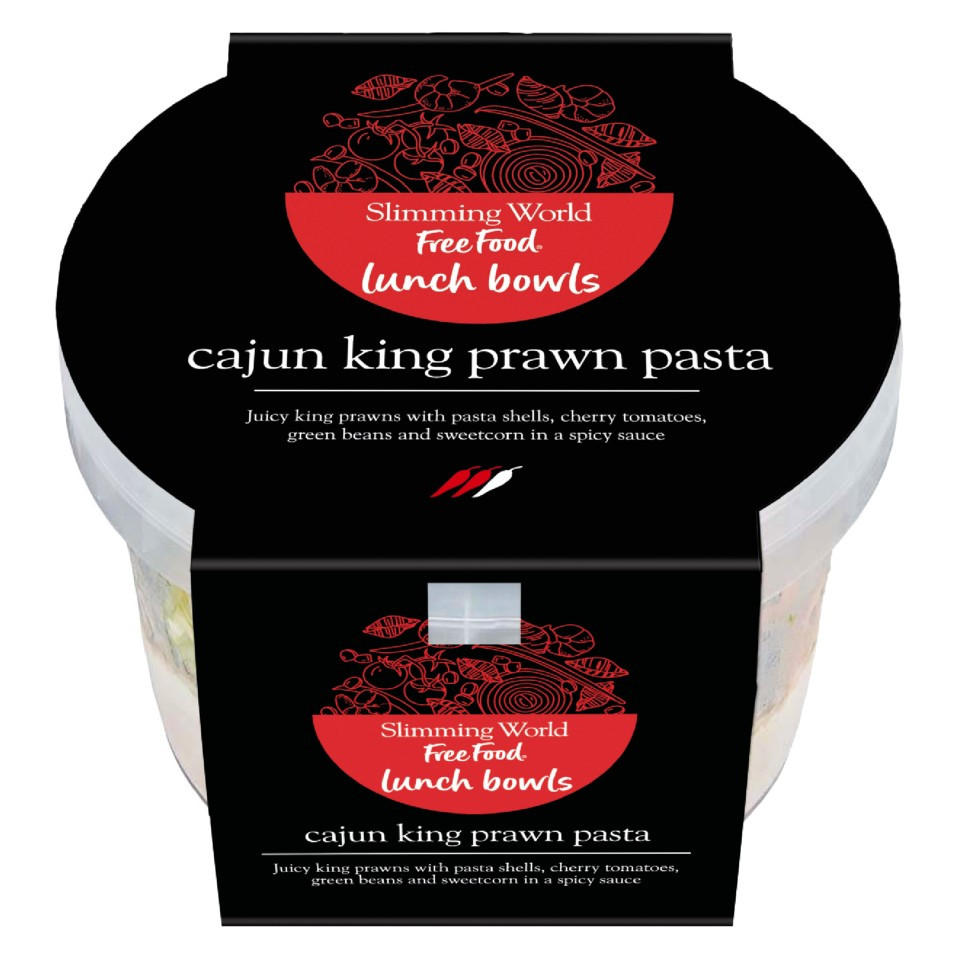 Slimming World
Free Food®
lunch bowls
cajun king prawn pasta
Juicy king prawns with pasta shells, cherry tomatoes,
green beans and sweetcorn in a spicy sauce
Slimming World
Free Food®
lunch bowls
cajun king prawn pasta
Juicy king prawns with pasta shells, cherry tomatoes,
green beans and sweetcorn in a spicy sauce